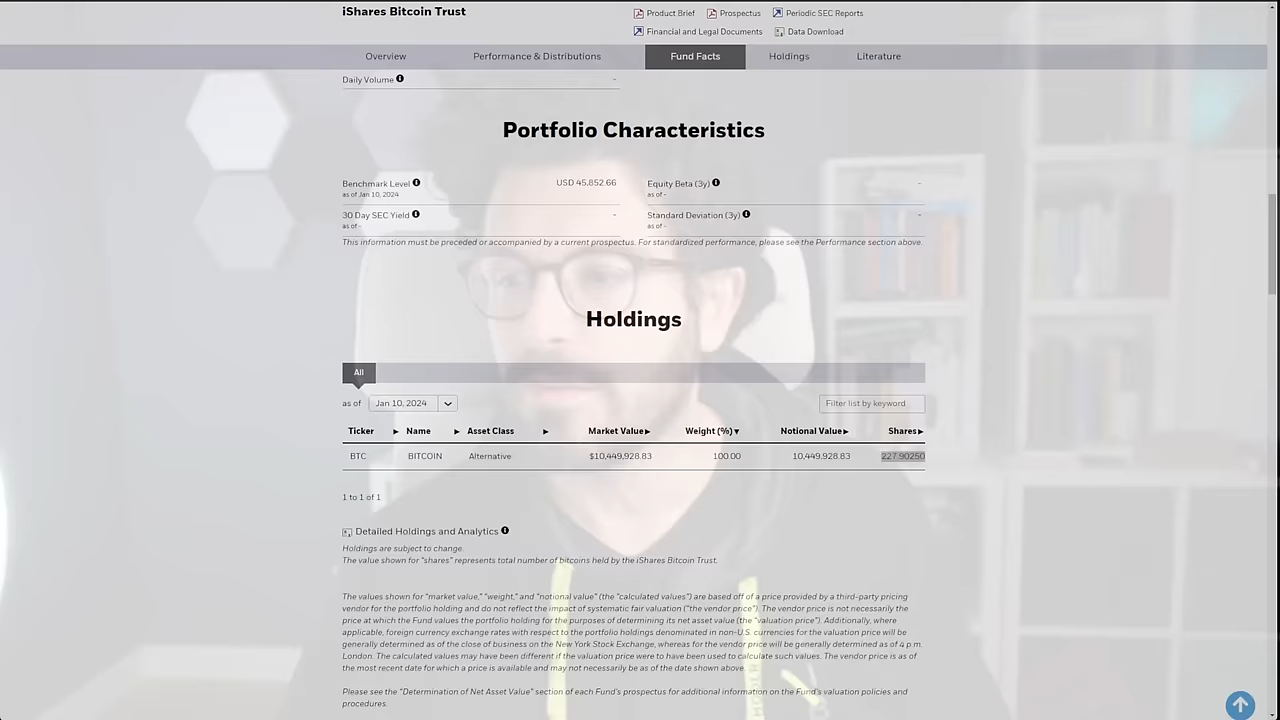 iShares Bitcoin Trust
Product Brief Prospectus Periodic SEC Reports
Financial and Legal Documents Data Download
Overview Performance & Distributions Fund Facts Holdings Literature
Daily Volume -
Portfolio Characteristics
Benchmark Level USD 45,852.66 Equity Beta (3y) -
as of Jan 10, 2024 as of -
30 Day SEC Yield - Standard Deviation (3y) -
as of - as of -
This information must be preceded or accompanied by a current prospectus. For standardized performance, please see the Performance section above.
Holdings
All
as of Jan 10, 2024 Filter list by keyword
Ticker Name Asset Class Market Value Weight (%) Notional Value Shares
BTC BITCOIN Alternative $10,449,928.83 100.00 10,449,928.83 227.90250
1 to 1 of 1
Detailed Holdings and Analytics
Holdings are subject to change.
The value shown for "shares" represents total number of bitcoins held by the iShares Bitcoin Trust.
The values shown for "market value," "weight," and "notional value" (the "calculated values") are based off of a price provided by a third-party pricing
vendor for the portfolio holding and do not reflect the impact of systematic fair valuation ("the vendor price"). The vendor price is not necessarily the
price at which the Fund values the portfolio holding for the purposes of determining its net asset value (the "valuation price"). Additionally, where
applicable, foreign currency exchange rates with respect to the portfolio holdings denominated in non-U.S. currencies for the valuation price will be
generally determined as of the close of business on the New York Stock Exchange, whereas for the vendor price will be generally determined as of 4 p.m.
London. The calculated values may have been different if the valuation price were to have been used to calculate such values. The vendor price is as of
the most recent date for which a price is available and may not necessarily be as of the date shown above.
Please see the "Determination of Net Asset Value" section of each Fund's prospectus for additional information on the Fund's valuation policies and
procedures.